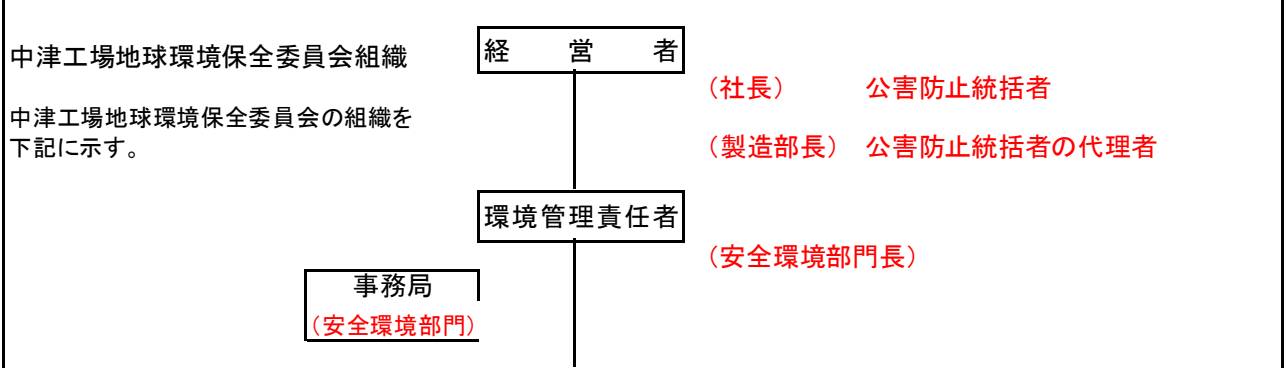 中津工場地球環境保全委員会組織
経　営　者
（社長）　公害防止統括者
中津工場地球環境保全委員会の組織を
下記に示す。
（製造部長）　公害防止統括者の代理者
環境管理責任者
（安全環境部門長）
事務局
（安全環境部門）